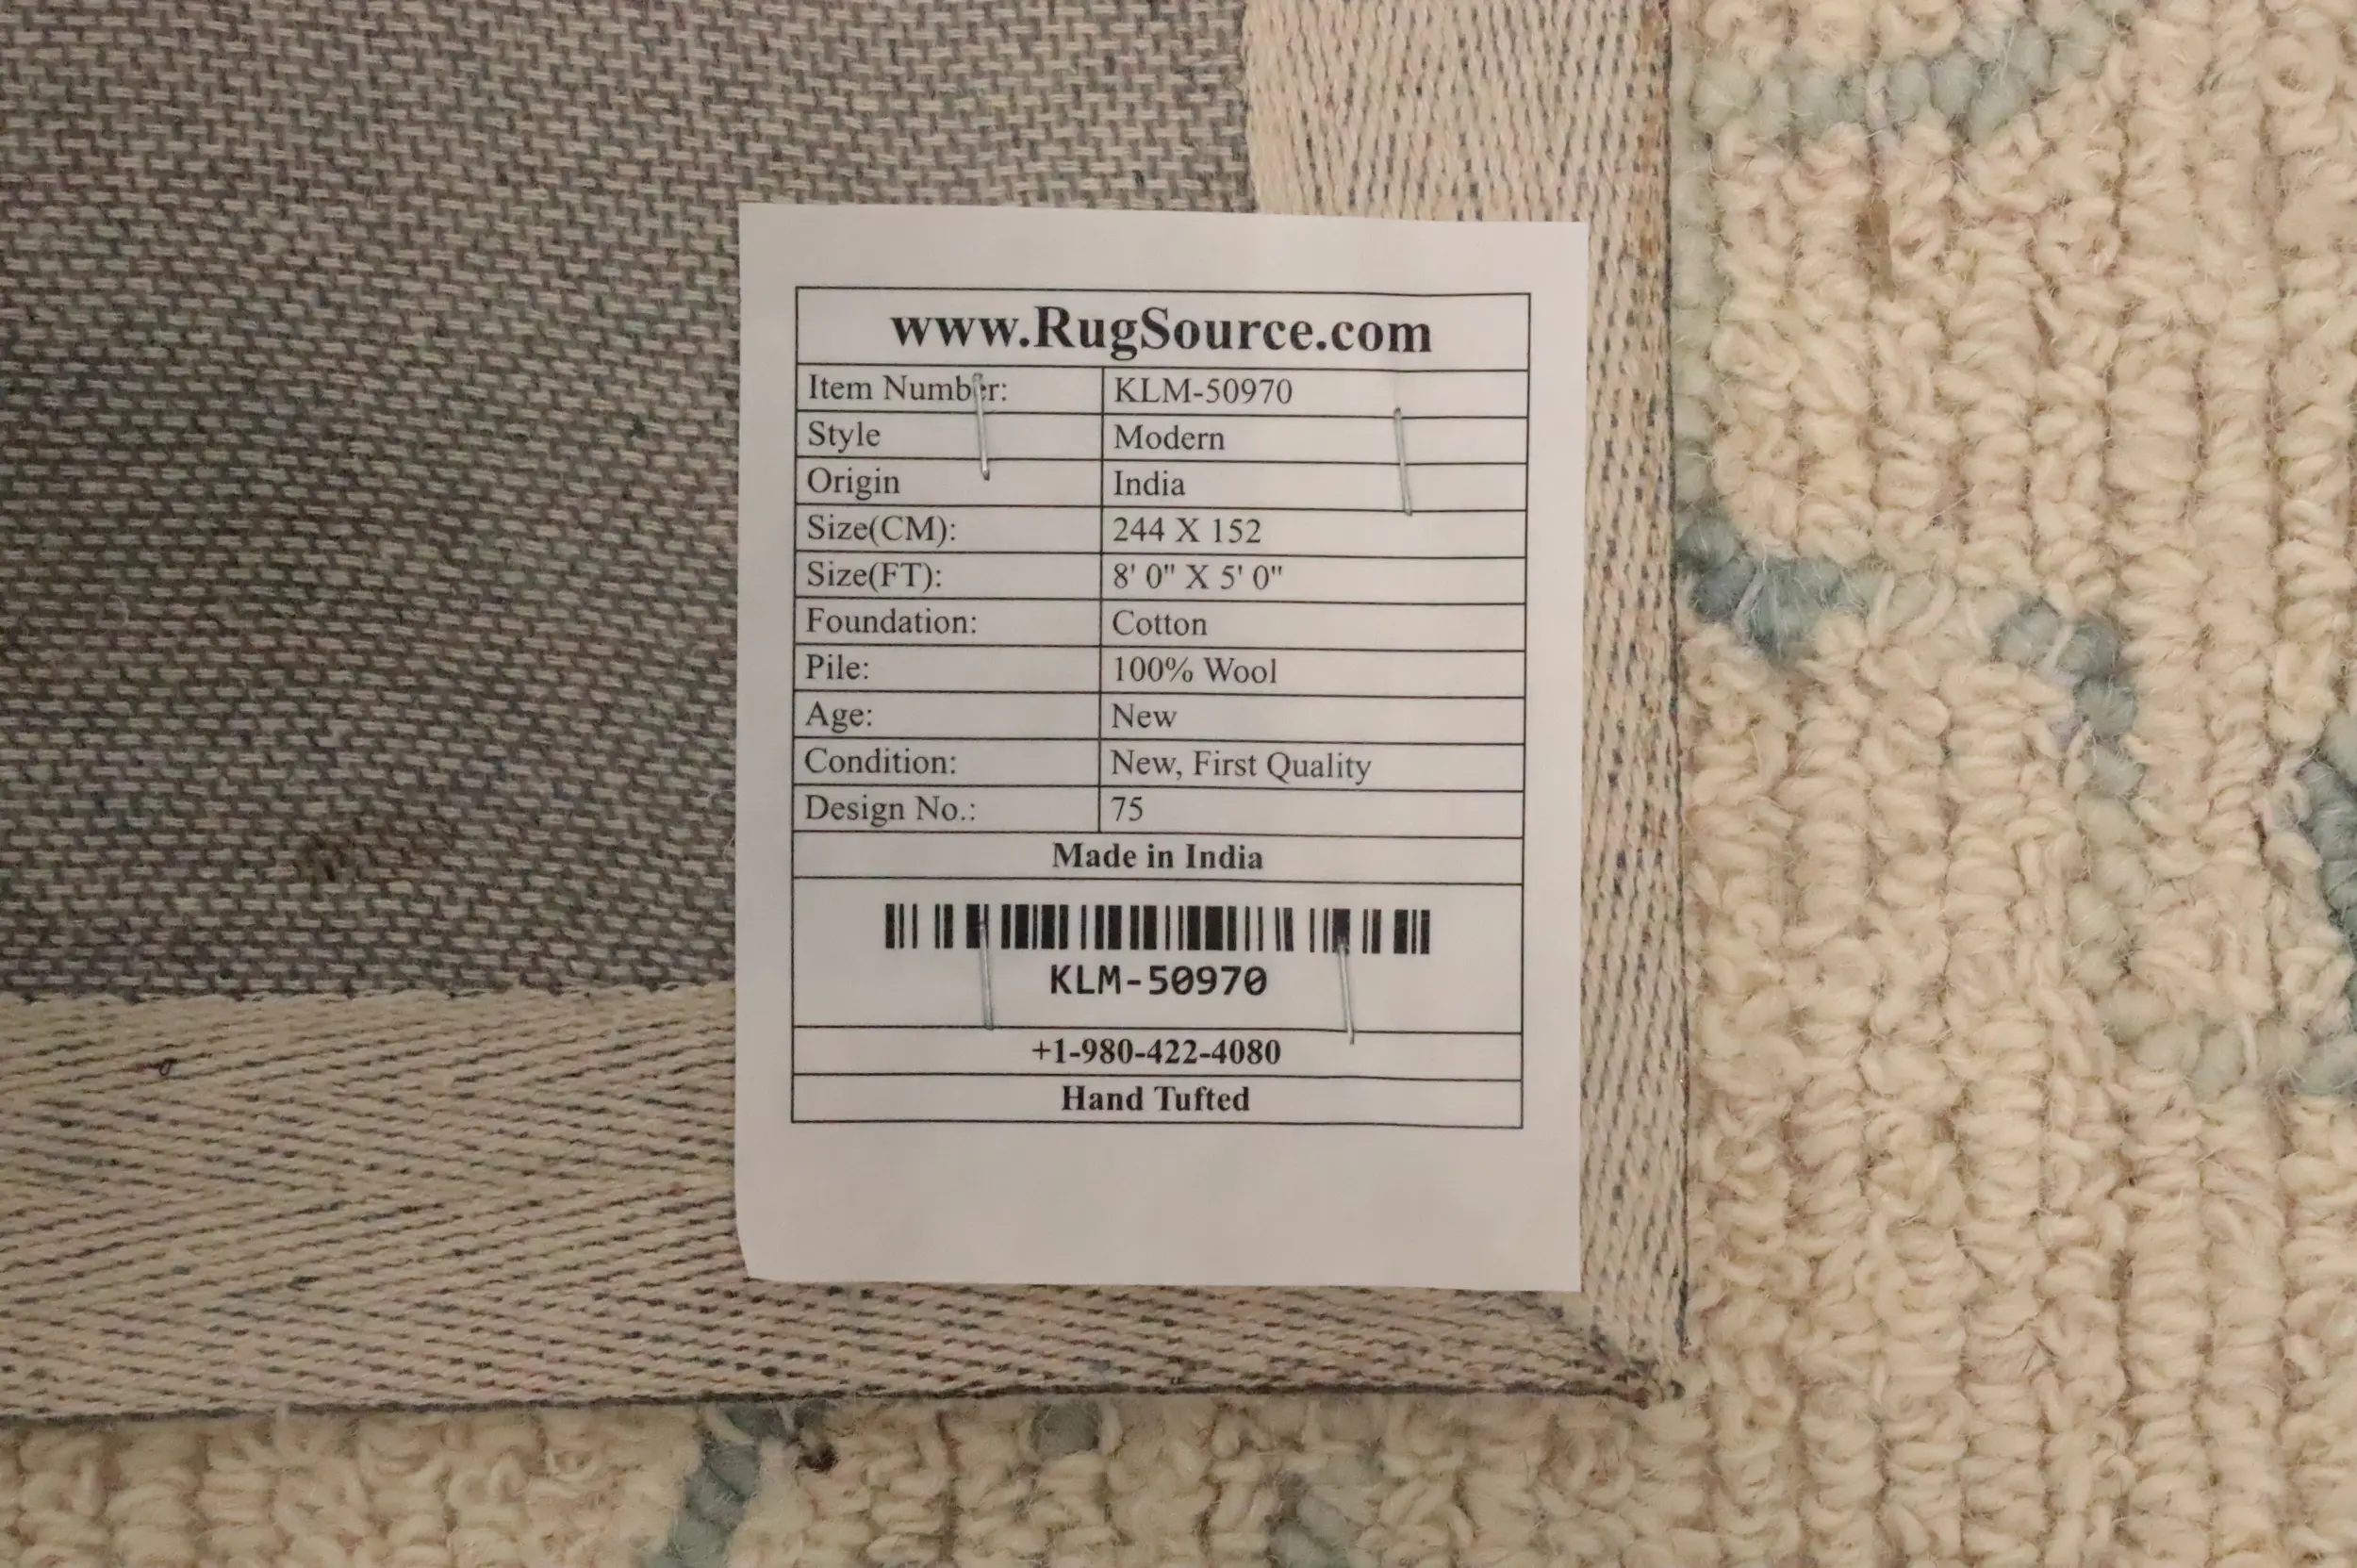 www.RugSource.com
Item Number: KLM-50970
Style Modern
Origin India
Size(CM): 244 X 152
Size(FT): 8' 0" X 5' 0"
Foundation: Cotton
Pile: 100% Wool
Age: New
Condition: New, First Quality
Design No.: 75
Made in India
KLM-50970
+1-980-422-4080
Hand Tufted